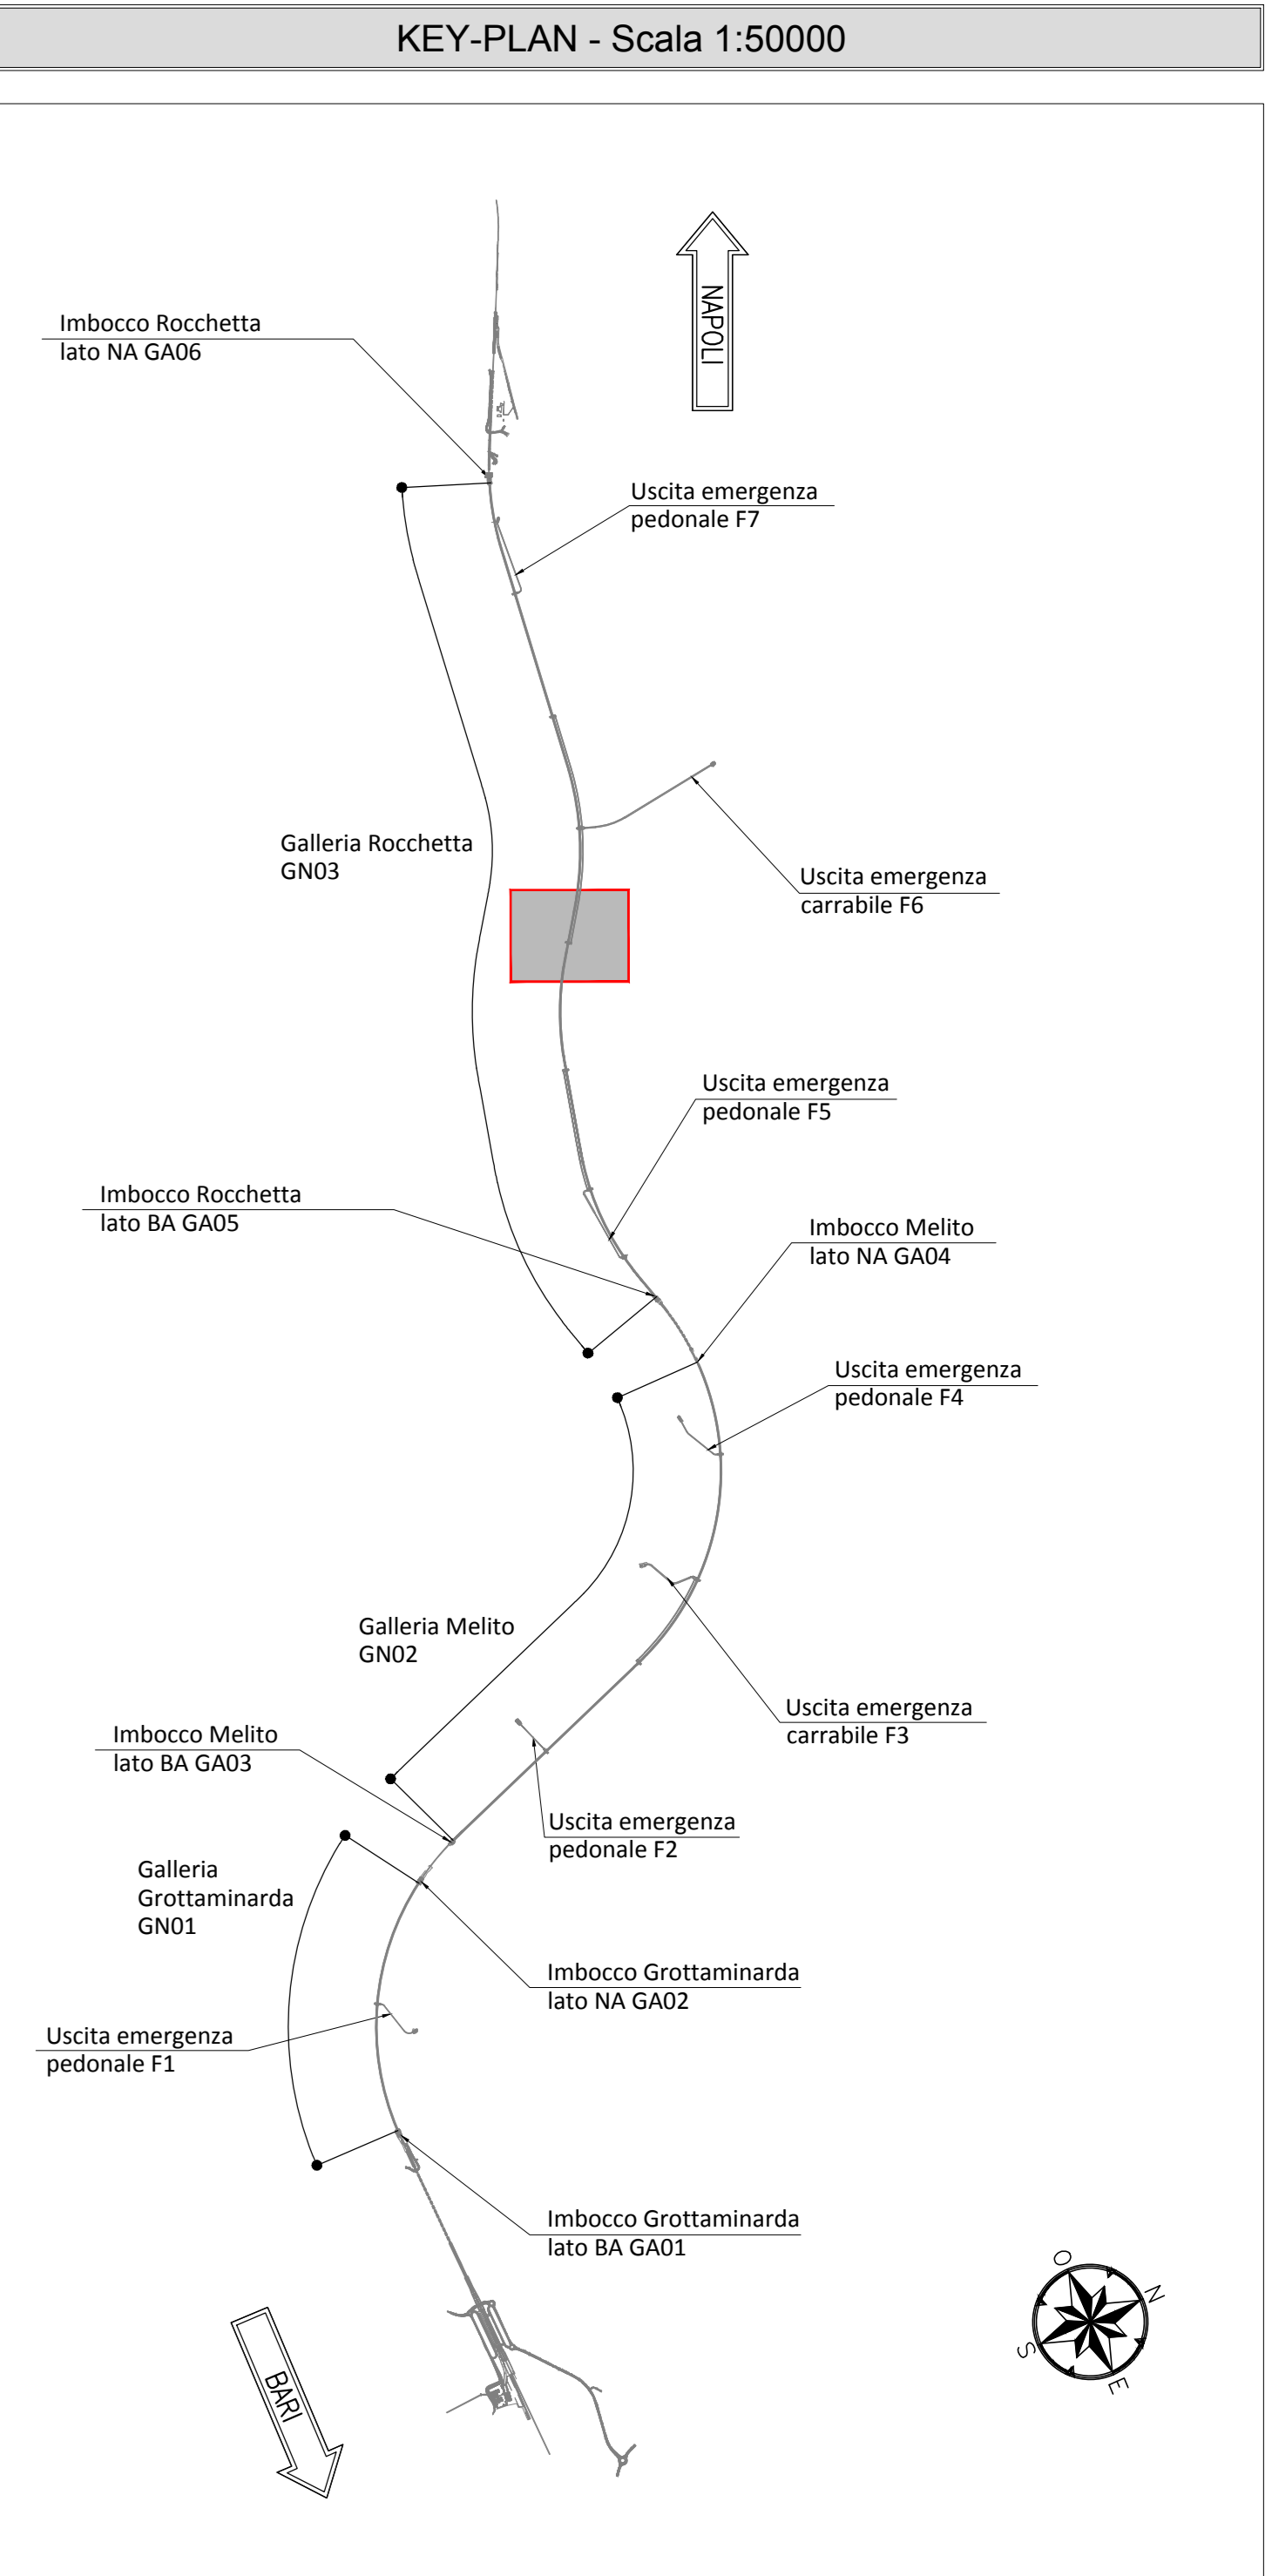 KEY-PLAN - Scala 1:50000
NAPOLI
Imbocco Rocchetta
lato NA GA06
Uscita emergenza
pedonale F7
Galleria Rocchetta
GN03
Uscita emergenza
carrabile F6
Uscita emergenza
pedonale F5
Imbocco Rocchetta
lato BA GA05
Imbocco Melito
lato NA GA04
Uscita emergenza
pedonale F4
Galleria Melito
GN02
Uscita emergenza
carrabile F3
Imbocco Melito
lato BA GA03
Uscita emergenza
pedonale F2
Galleria
Grottaminarda
GN01
Imbocco Grottaminarda
lato NA GA02
Uscita emergenza
pedonale F1
Imbocco Grottaminarda
lato BA GA01
O
N
S
E
BARI